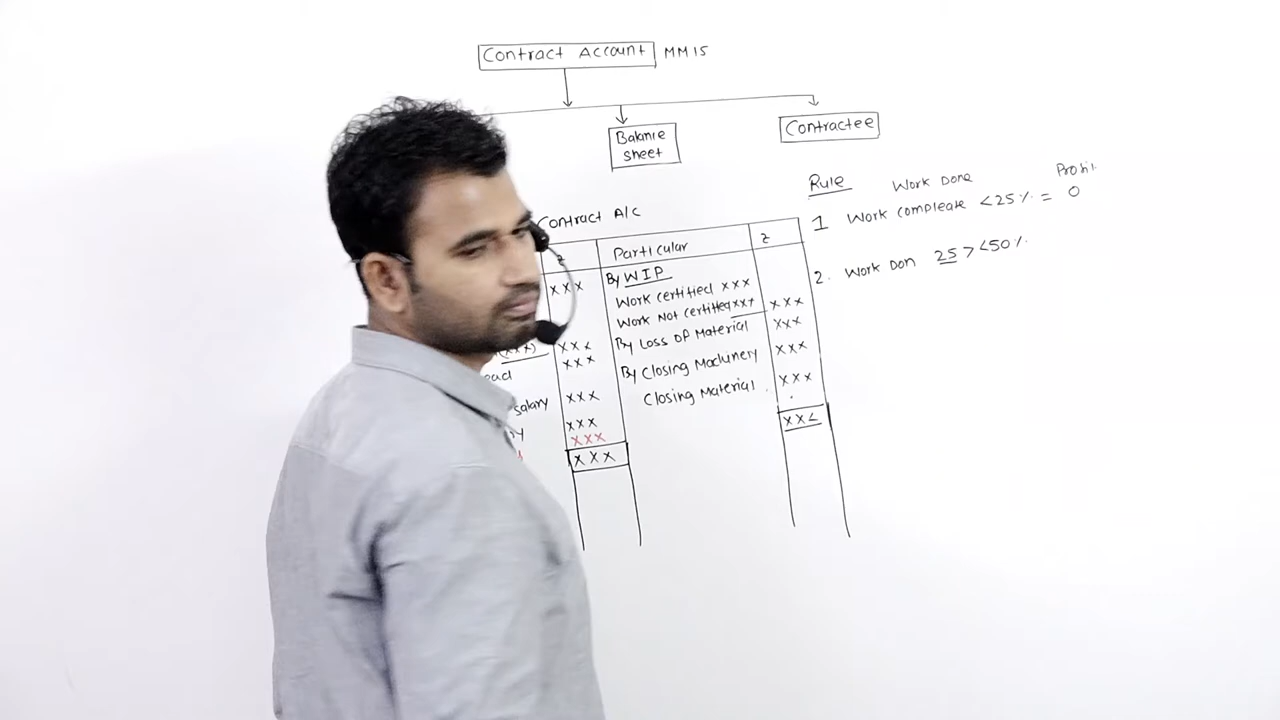 Contract Account MM15
Balance
sheet
Contractee
Rule Work Done Profit
1 Work compleate <25% = 0
2. Work Don 25 > <50%
Contract A/c
Particular
By WIP
XXX
Work certified XXX
Work Not certified XXX XXX
XXX By Loss of Material XXX
XXX
By Closing Machinery XXX
salary XXX Closing Material XXX
XXX
XXX
XXX
XXX